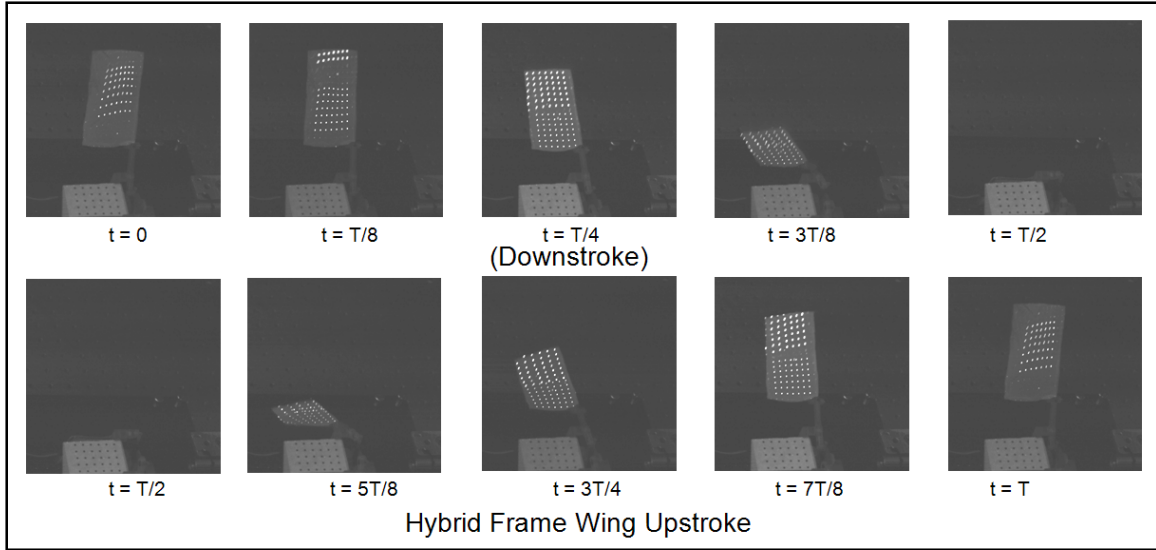 t = 0
t = T/8
t = T/4
t = 3T/8
t = T/2
(Downstroke)
t = T/2
t = 5T/8
t = 3T/4
t = 7T/8
t = T
Hybrid Frame Wing Upstroke